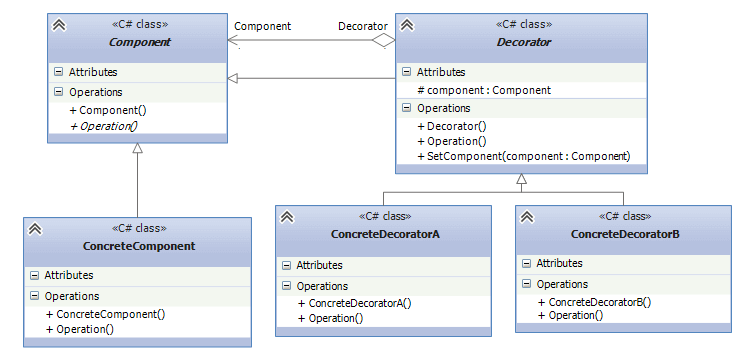 «C# class»
Component
Attributes
Operations
+ Component()
+ Operation()
Component
Decorator
«C# class»
Decorator
Attributes
# component : Component
Operations
+ Decorator()
+ Operation()
+ SetComponent(component : Component)
«C# class»
ConcreteComponent
Attributes
Operations
+ ConcreteComponent()
+ Operation()
«C# class»
ConcreteDecoratorA
Attributes
Operations
+ ConcreteDecoratorA()
+ Operation()
«C# class»
ConcreteDecoratorB
Attributes
Operations
+ ConcreteDecoratorB()
+ Operation()